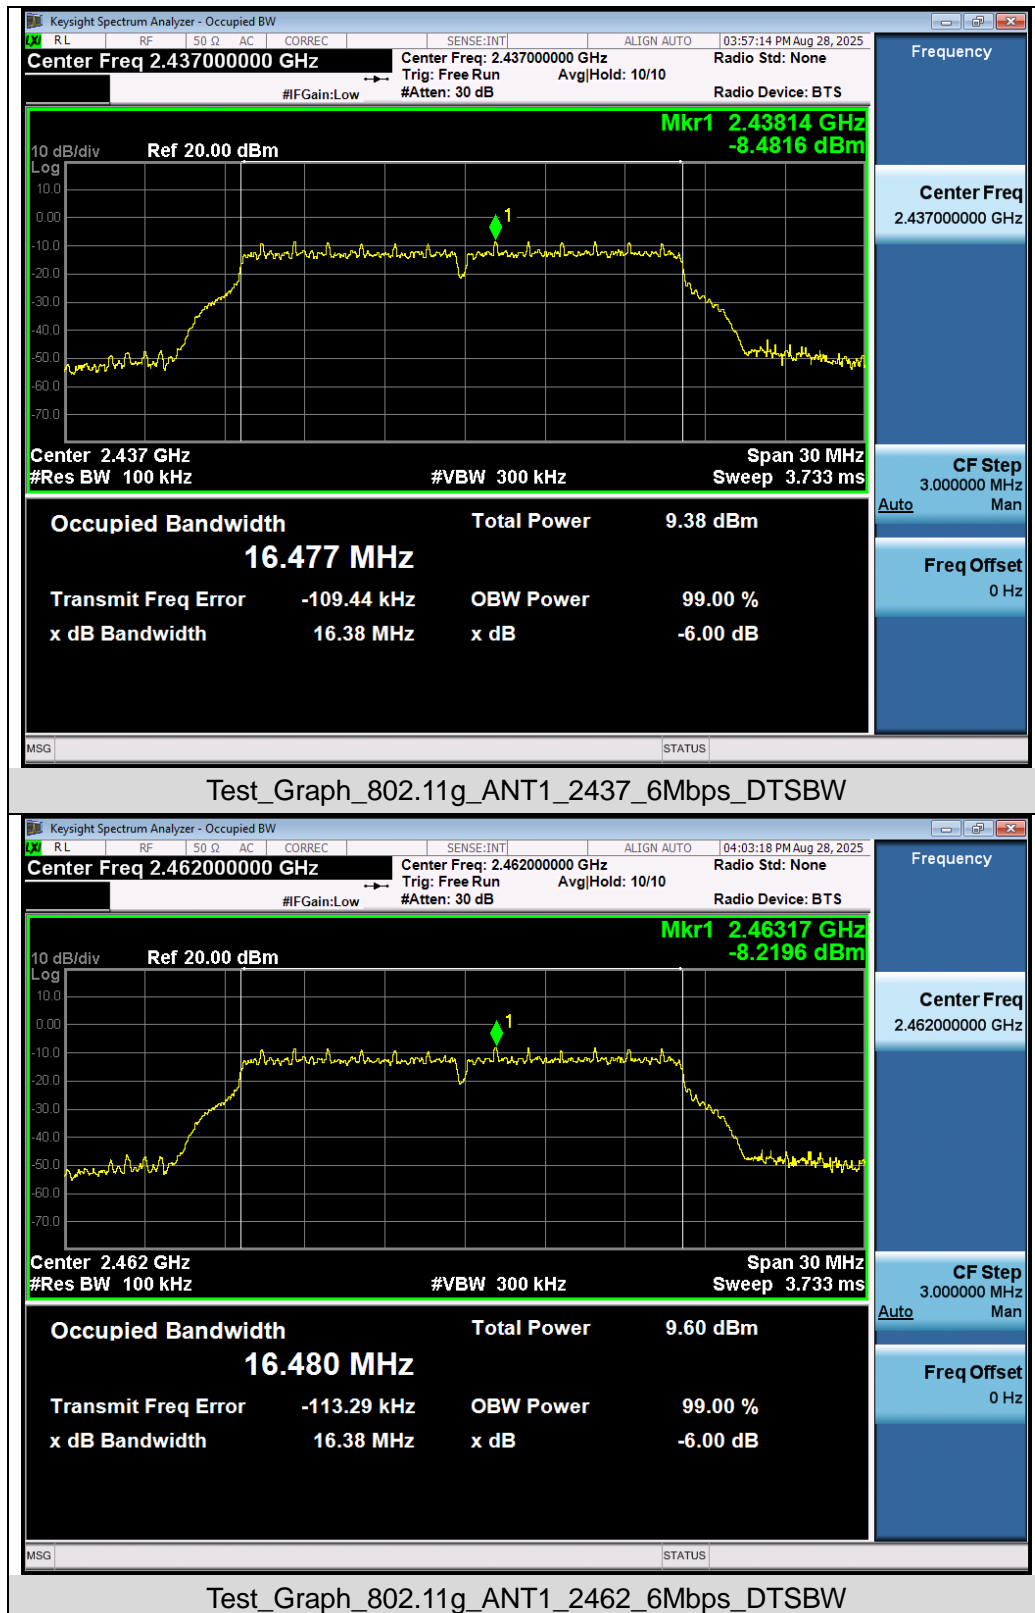 Keysight Spectrum Analyzer - Occupied BW
LXI RL RF 50 Ω AC CORREC SENSE:INT ALIGN AUTO 03:57:14 PM Aug 28, 2025
Center Freq 2.437000000 GHz
Center Freq: 2.437000000 GHz Radio Std: None
Trig: Free Run Avg|Hold: 10/10
#IFGain:Low #Atten: 30 dB Radio Device: BTS
Frequency
Mkr1 2.43814 GHz
-8.4816 dBm
10 dB/div Ref 20.00 dBm
Log
10.0
0.00
-10.0
-20.0
-30.0
-40.0
-50.0
-60.0
-70.0
1
Center 2.437 GHz Span 30 MHz
#Res BW 100 kHz #VBW 300 kHz Sweep 3.733 ms
Center Freq
2.437000000 GHz
CF Step
3.000000 MHz
Auto Man
Freq Offset
0 Hz
Occupied Bandwidth Total Power 9.38 dBm
16.477 MHz
Transmit Freq Error -109.44 kHz OBW Power 99.00 %
x dB Bandwidth 16.38 MHz x dB -6.00 dB
MSG STATUS
Test_Graph_802.11g_ANT1_2437_6Mbps_DTSBW
Keysight Spectrum Analyzer - Occupied BW
LXI RL RF 50 Ω AC CORREC SENSE:INT ALIGN AUTO 04:03:18 PM Aug 28, 2025
Center Freq 2.462000000 GHz
Center Freq: 2.462000000 GHz Radio Std: None
Trig: Free Run Avg|Hold: 10/10
#IFGain:Low #Atten: 30 dB Radio Device: BTS
Frequency
Mkr1 2.46317 GHz
-8.2196 dBm
10 dB/div Ref 20.00 dBm
Log
10.0
0.00
-10.0
-20.0
-30.0
-40.0
-50.0
-60.0
-70.0
1
Center 2.462 GHz Span 30 MHz
#Res BW 100 kHz #VBW 300 kHz Sweep 3.733 ms
Center Freq
2.462000000 GHz
CF Step
3.000000 MHz
Auto Man
Freq Offset
0 Hz
Occupied Bandwidth Total Power 9.60 dBm
16.480 MHz
Transmit Freq Error -113.29 kHz OBW Power 99.00 %
x dB Bandwidth 16.38 MHz x dB -6.00 dB
MSG STATUS
Test_Graph_802.11g_ANT1_2462_6Mbps_DTSBW